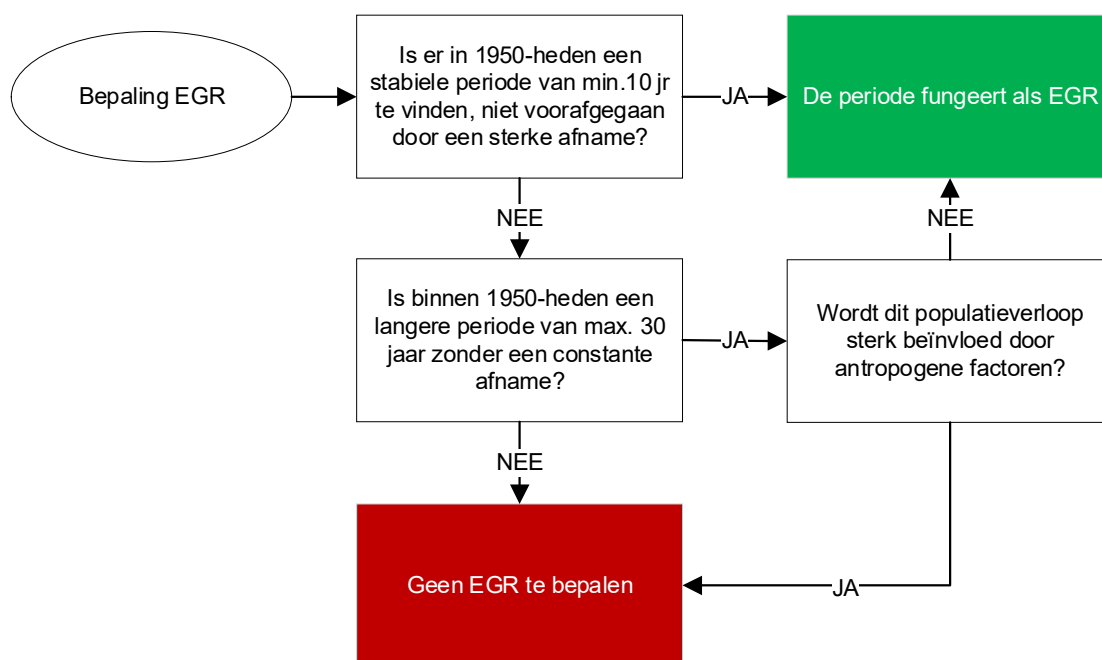 Bepaling EGR
Is er in 1950-heden een
stabiele periode van min.10 jr
te vinden, niet voorafgegaan
door een sterke afname?
JA
De periode fungeert als EGR
NEE
NEE
Is binnen 1950-heden een
langere periode van max. 30
jaar zonder een constante
afname?
JA
Wordt dit populatieverloop
sterk beïnvloed door
antropogene factoren?
NEE
Geen EGR te bepalen
JA